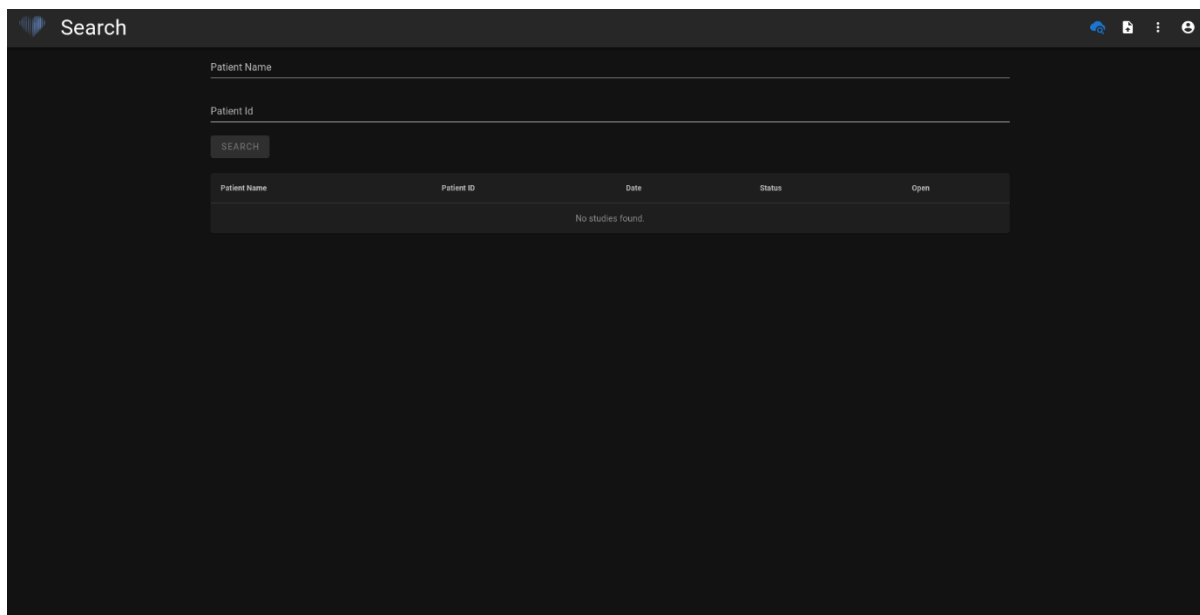 Search
Patient Name
Patient Id
SEARCH
Patient Name Patient ID Date Status Open
No studies found.